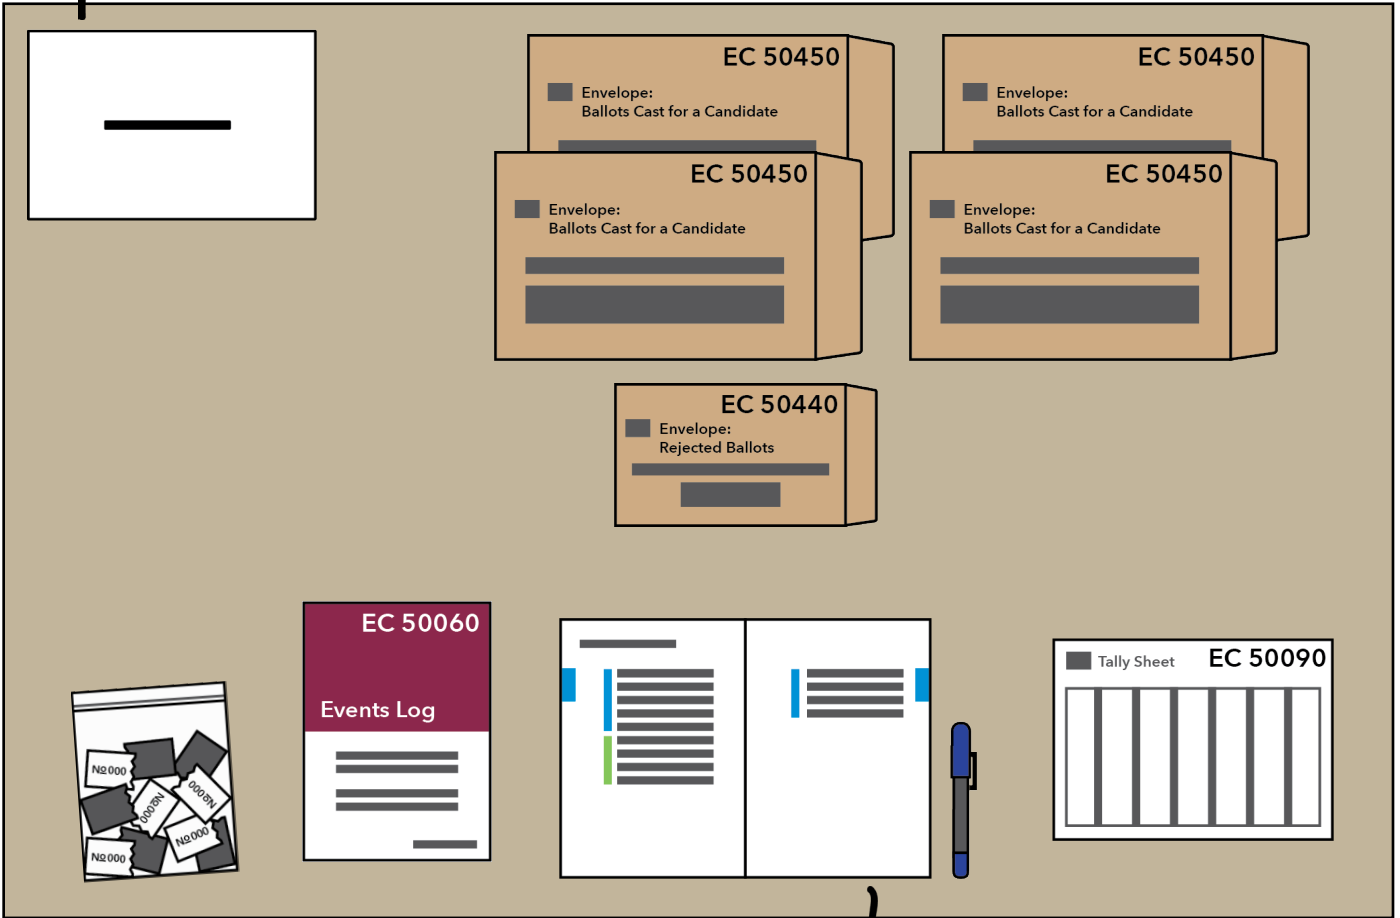 EC 50450
Envelope:
Ballots Cast for a Candidate
EC 50450
Envelope:
Ballots Cast for a Candidate
EC 50450
Envelope:
Ballots Cast for a Candidate
EC 50450
Envelope:
Ballots Cast for a Candidate
EC 50440
Envelope:
Rejected Ballots
EC 50060
Events Log
Tally Sheet EC 50090
№000
№000
№000
№000
№000